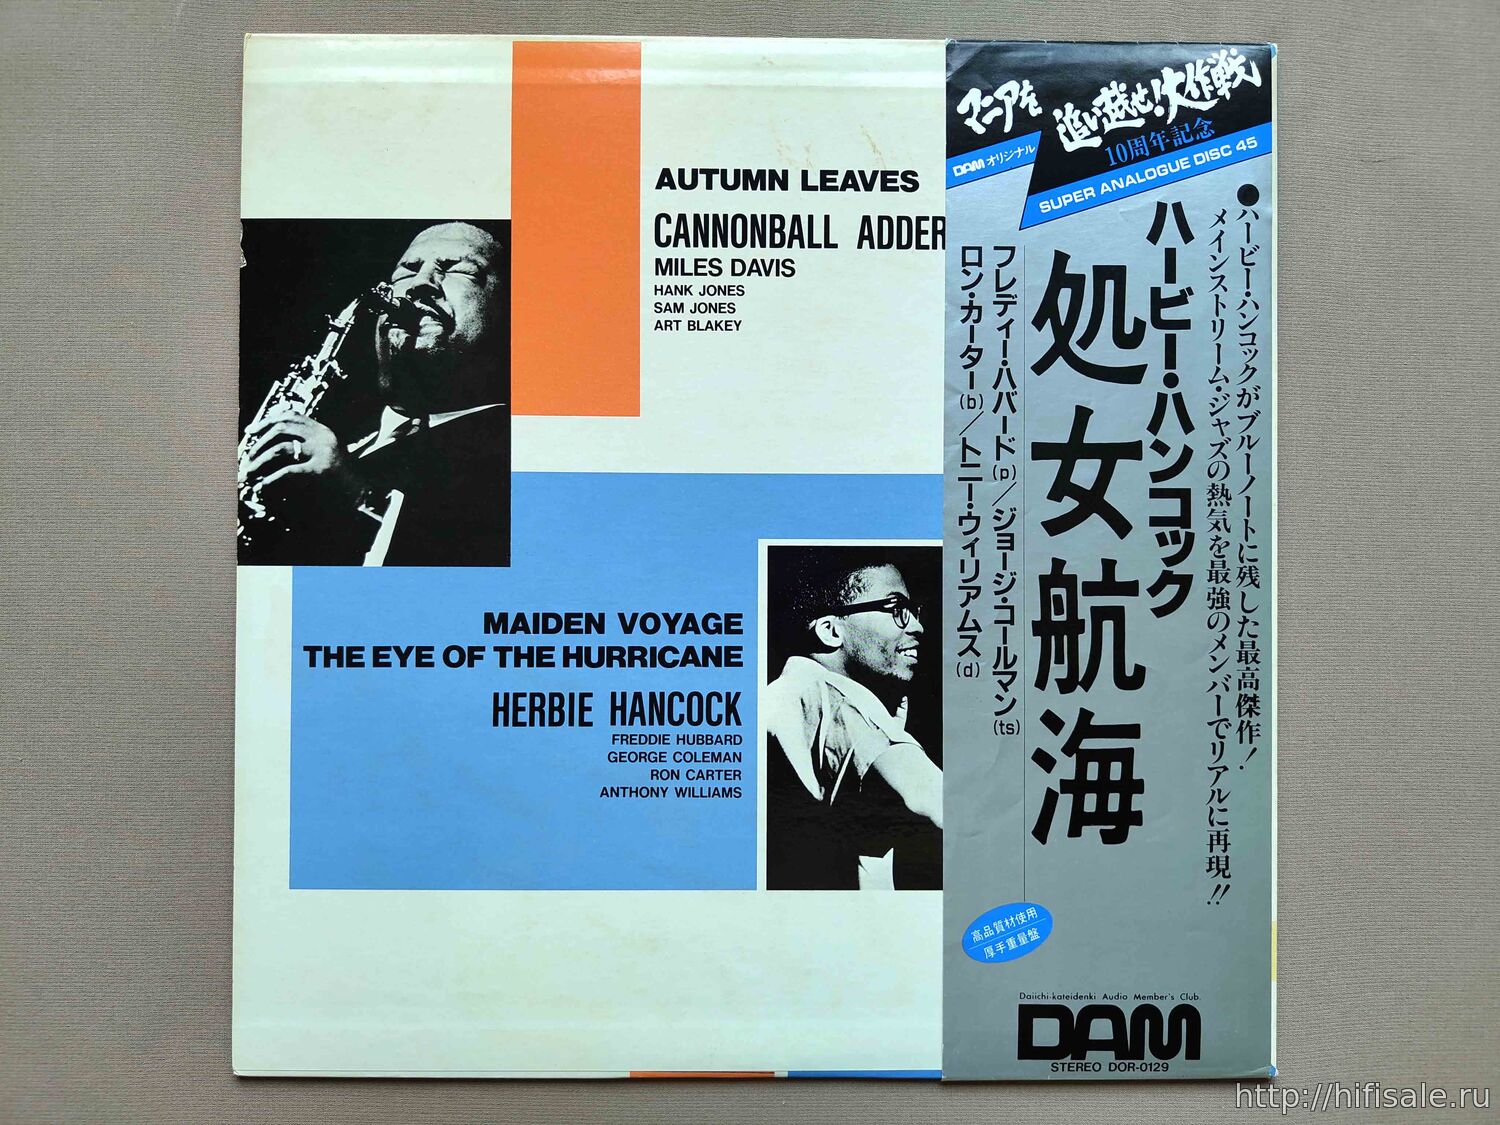 AUTUMN LEAVES
CANNONBALL ADDER
MILES DAVIS
HANK JONES
SAM JONES
ART BLAKEY
MAIDEN VOYAGE
THE EYE OF THE HURRICANE
HERBIE HANCOCK
FREDDIE HUBBARD
GEORGE COLEMAN
RON CARTER
ANTHONY WILLIAMS
マニアを
追い越せ!大作戦
10周年記念
DAMオリジナル
SUPER ANALOGUE DISC 45
●ハービー・ハンコックがブルーノートに残した最高傑作!
メインストリーム・ジャズの熱気を最強のメンバーでリアルに再現!!
ハービー・ハンコック
処女航海
フレディー・ハバード(p)/ジョージ・コールマン(ts)
ロン・カーター(b)/トニー・ウィリアムス(d)
高品質材使用
厚手重量盤
Daiichi-kateidenki Audio Member's Club.
DAM
STEREO DOR-0129
http://hifisale.ru